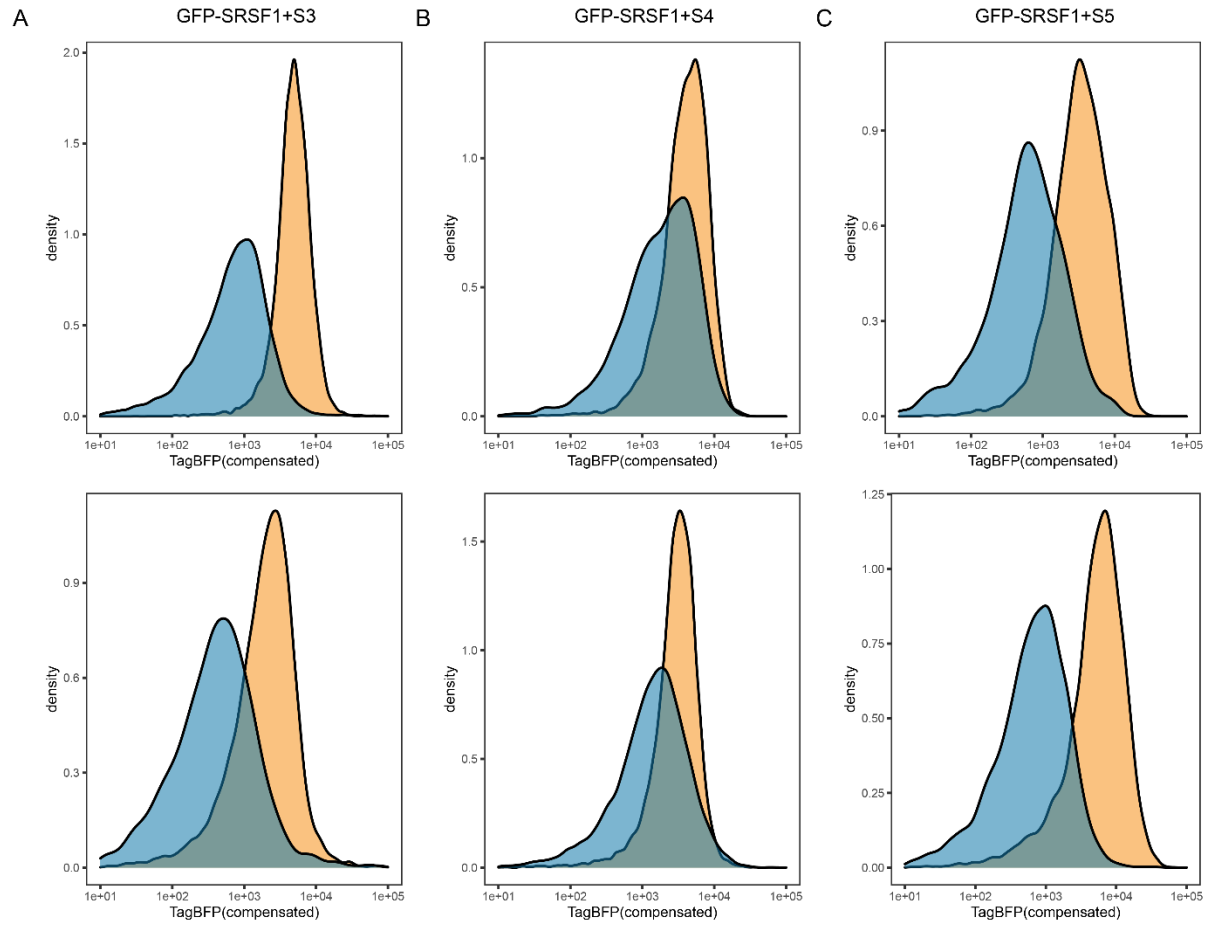 A
GFP-SRSF1+S3
B
GFP-SRSF1+S4
C
GFP-SRSF1+S5
2.0
1.5
1.0
0.5
0.0
density
1e+01 1e+02 1e+03 1e+04 1e+05
TagBFP(compensated)
1.0
0.5
0.0
density
1e+01 1e+02 1e+03 1e+04 1e+05
TagBFP(compensated)
0.9
0.6
0.3
0.0
density
1e+01 1e+02 1e+03 1e+04 1e+05
TagBFP(compensated)
0.9
0.6
0.3
0.0
density
1e+01 1e+02 1e+03 1e+04 1e+05
TagBFP(compensated)
1.5
1.0
0.5
0.0
density
1e+01 1e+02 1e+03 1e+04 1e+05
TagBFP(compensated)
1.25
1.00
0.75
0.50
0.25
0.00
density
1e+01 1e+02 1e+03 1e+04 1e+05
TagBFP(compensated)